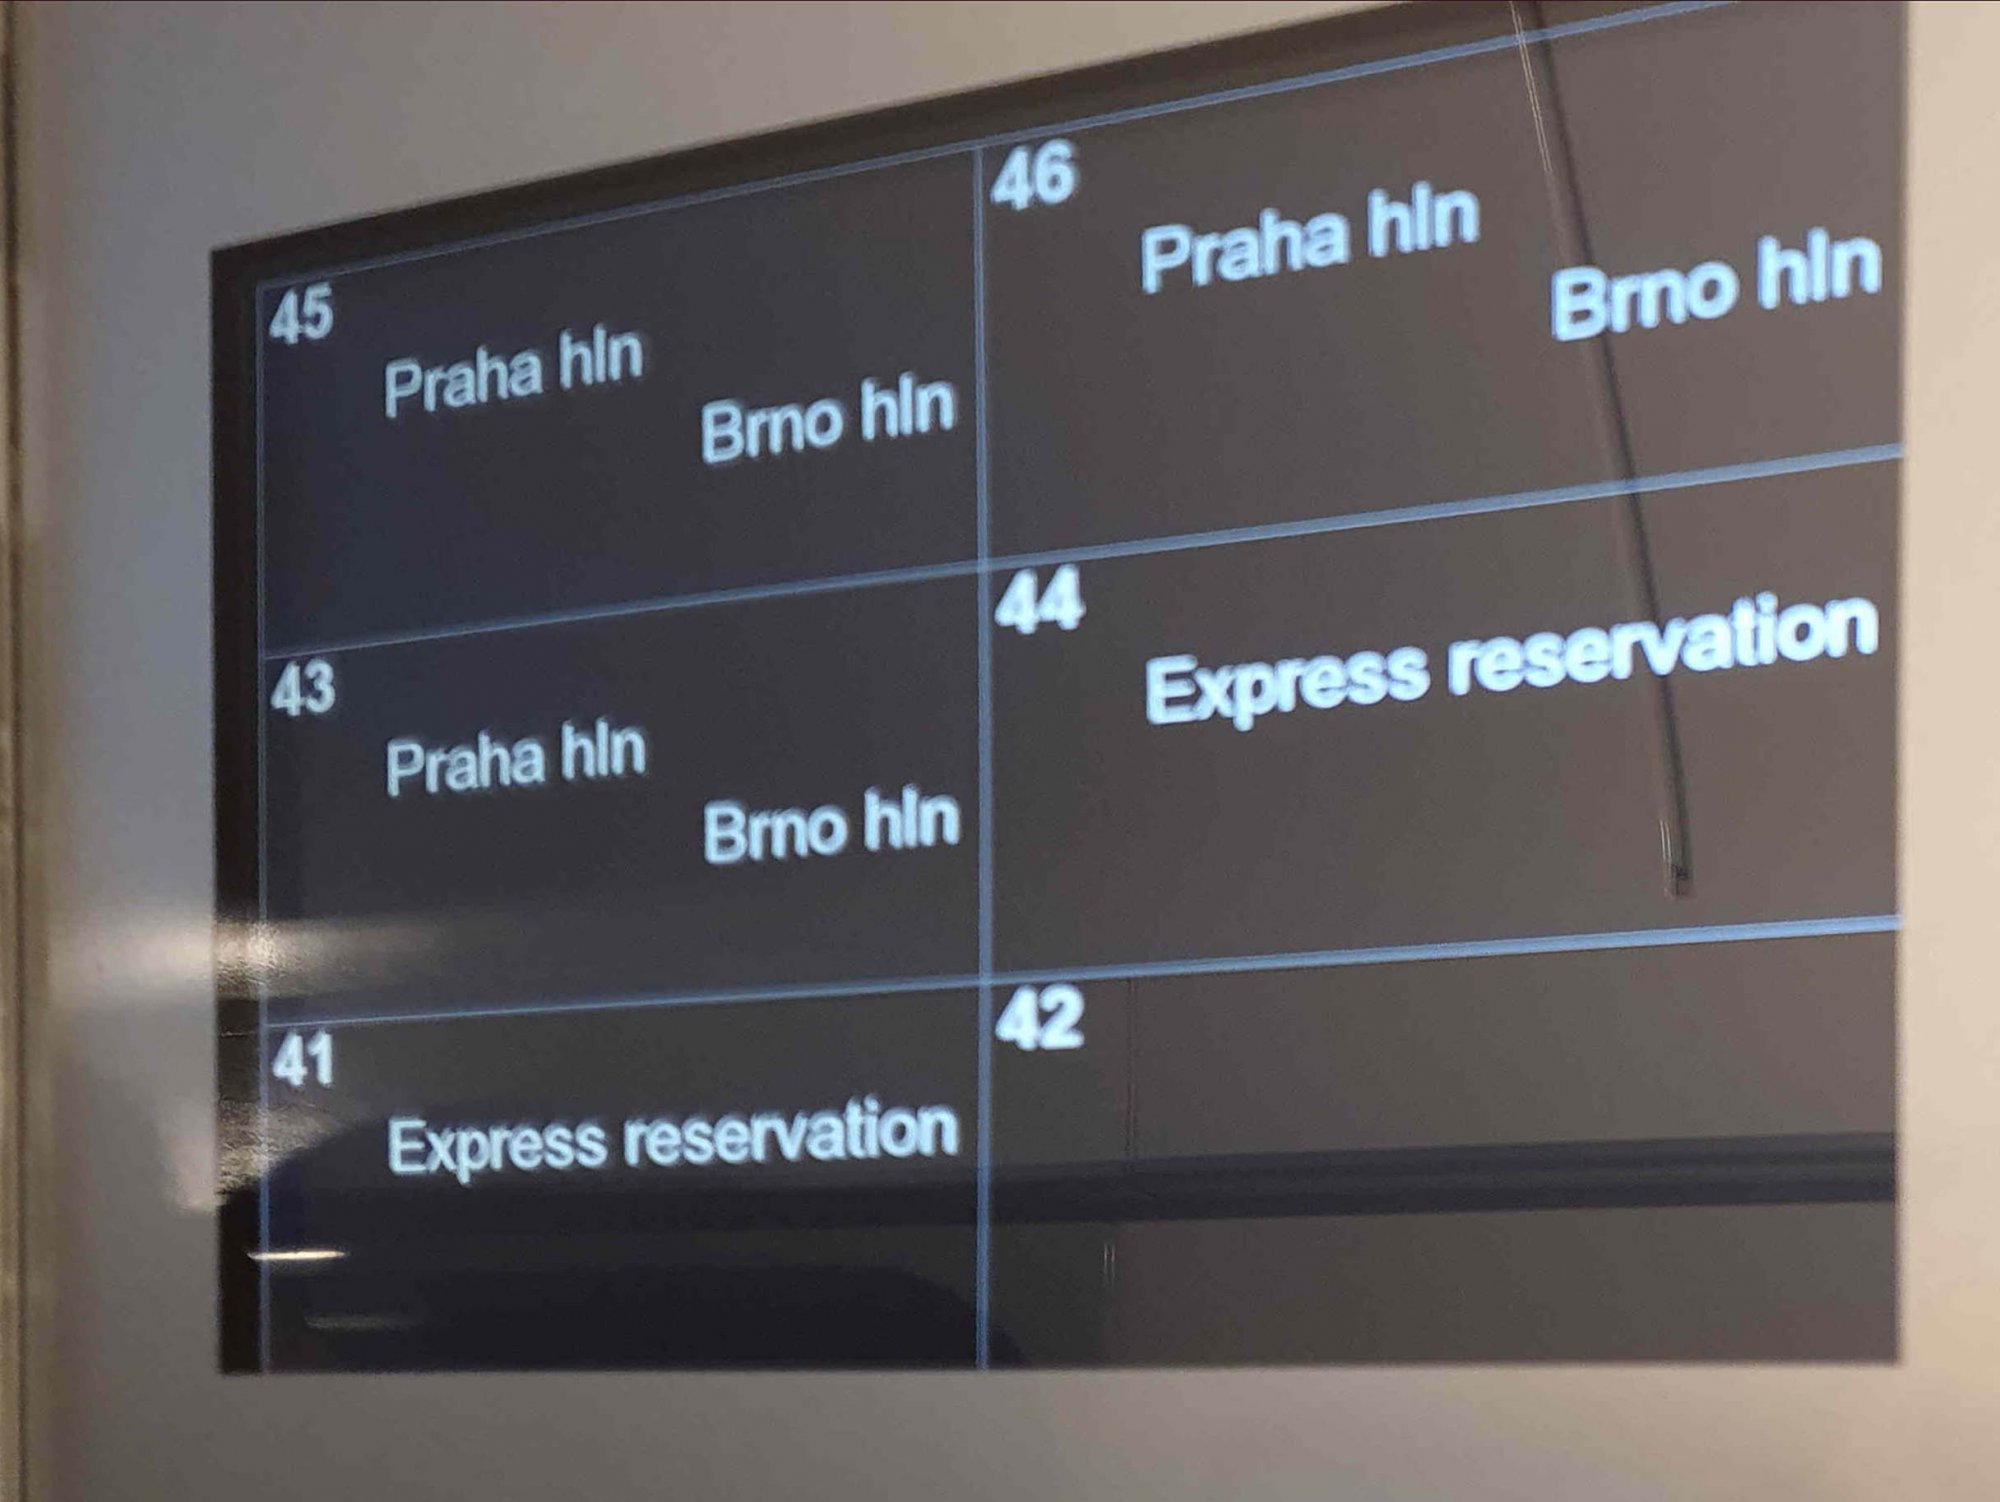 45
Praha hln
Brno hln
46
Praha hln
Brno hln
43
Praha hln
Brno hln
44
Express reservation
41
Express reservation
42